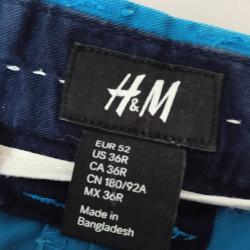 H&M
EUR 52
US 36R
CA 36R
CN 180/92A
MX 36R
Made in
Bangladesh